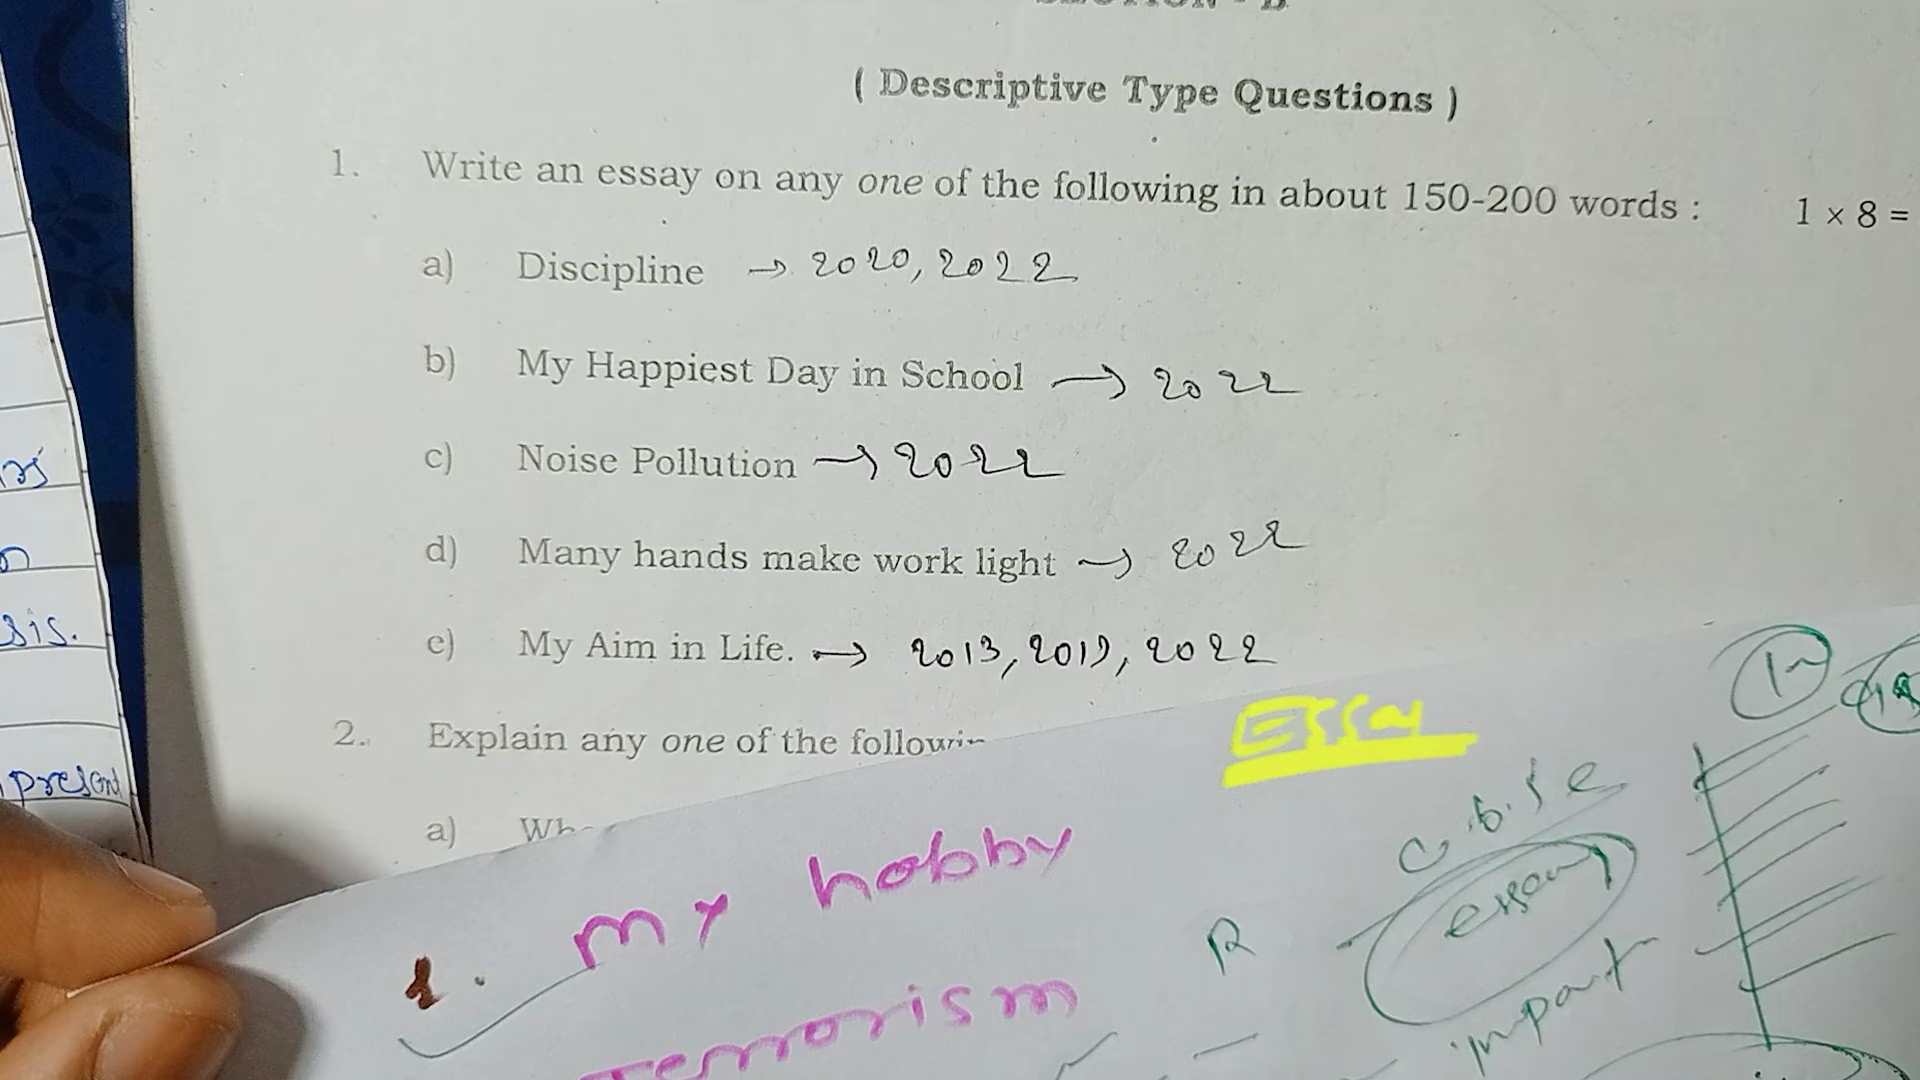 ( Descriptive Type Questions )
1. Write an essay on any one of the following in about 150-200 words : 1 × 8 =
a) Discipline → 2020, 2022
b) My Happiest Day in School → 2022
c) Noise Pollution → 2022
d) Many hands make work light → 2022
e) My Aim in Life. → 2013, 2019, 2022
2. Explain any one of the
a)
Essay
1. my hobby
Terrorism
R
essay
sis.
present